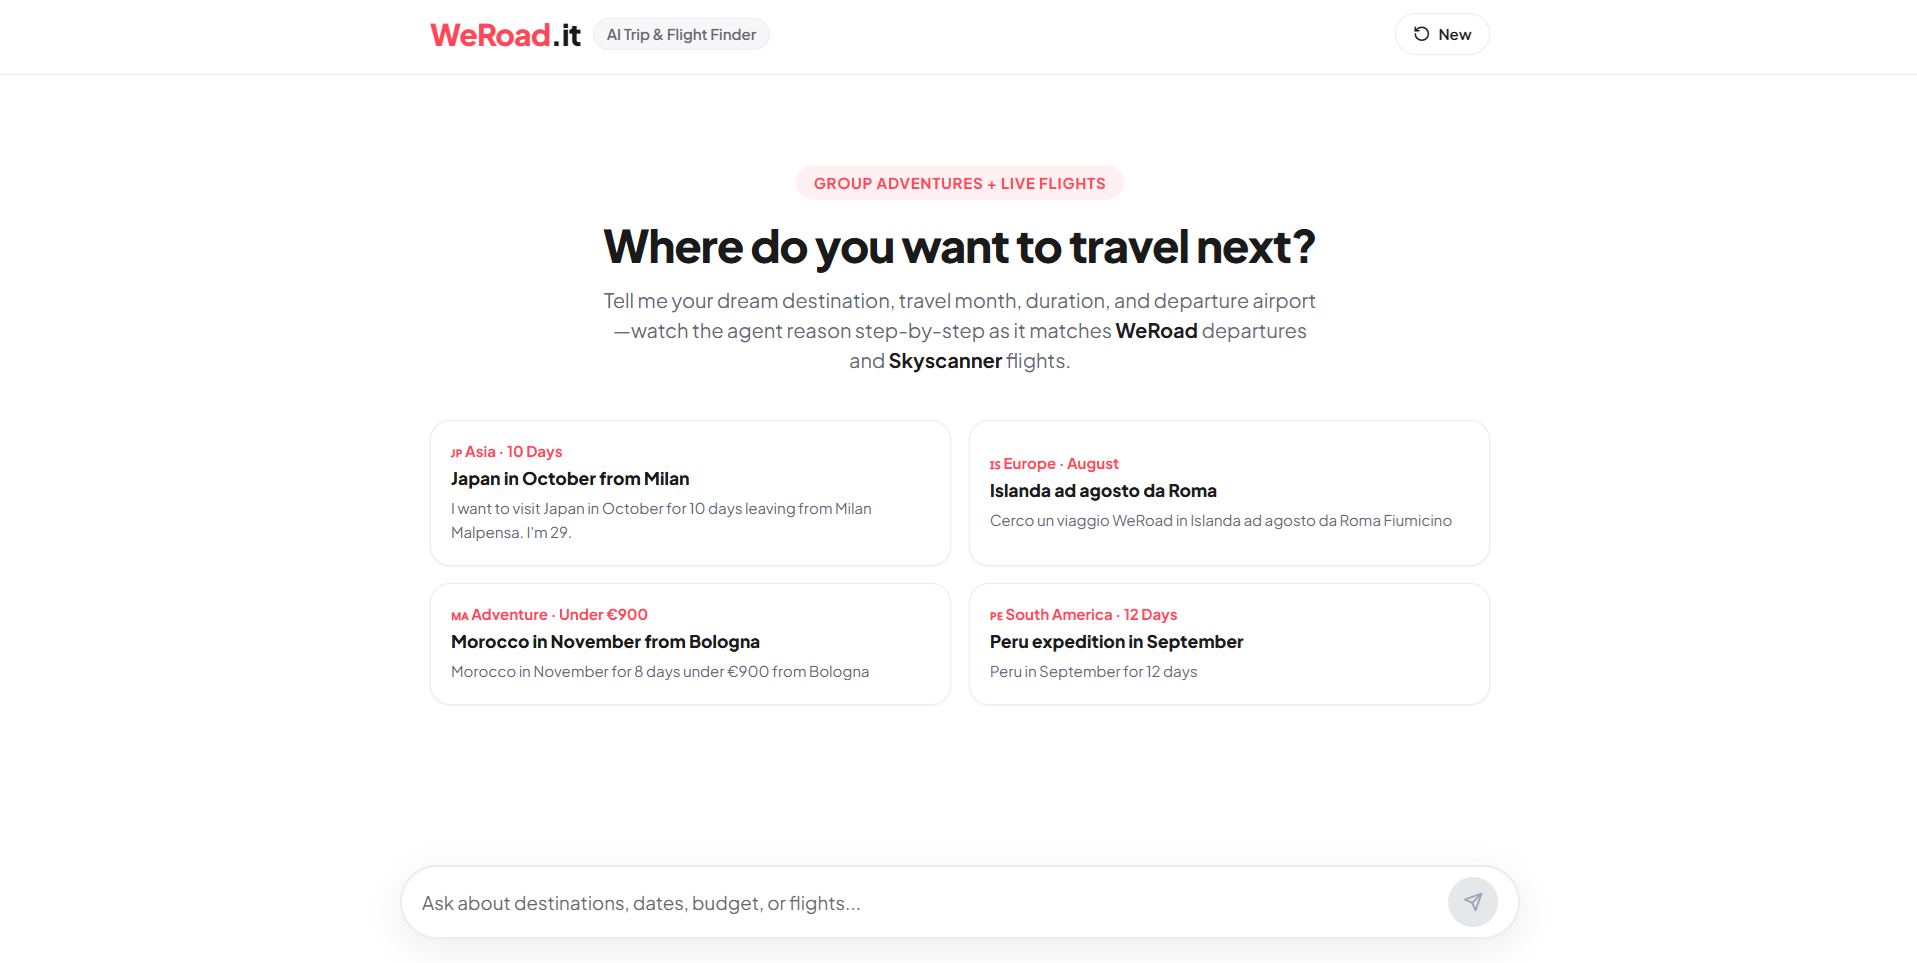 WeRoad.it
AI Trip & Flight Finder
New
GROUP ADVENTURES + LIVE FLIGHTS
Where do you want to travel next?
Tell me your dream destination, travel month, duration, and departure airport
—watch the agent reason step-by-step as it matches WeRoad departures
and Skyscanner flights.
JP Asia · 10 Days
Japan in October from Milan
I want to visit Japan in October for 10 days leaving from Milan
Malpensa. I'm 29.
IS Europe · August
Islanda ad agosto da Roma
Cerco un viaggio WeRoad in Islanda ad agosto da Roma Fiumicino
MA Adventure · Under €900
Morocco in November from Bologna
Morocco in November for 8 days under €900 from Bologna
PE South America · 12 Days
Peru expedition in September
Peru in September for 12 days
Ask about destinations, dates, budget, or flights...